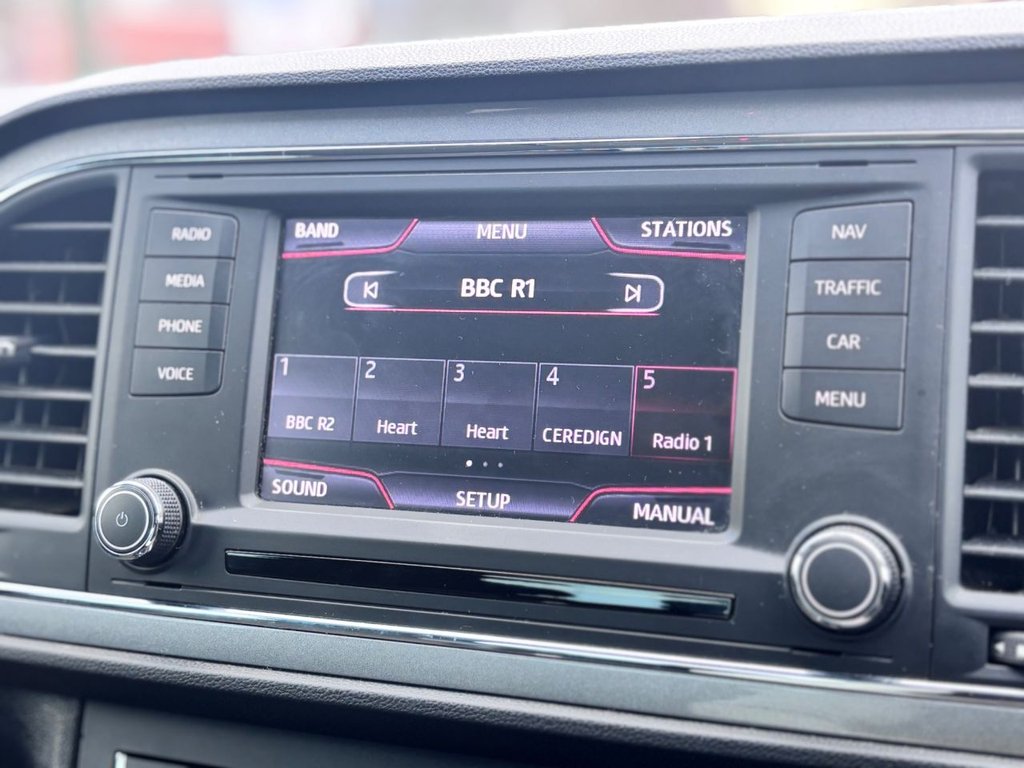 RADIO
MEDIA
PHONE
VOICE
BAND MENU STATIONS
BBC R1
1 2 3 4 5
BBC R2 Heart Heart CEREDIGN Radio 1
SOUND SETUP MANUAL
NAV
TRAFFIC
CAR
MENU